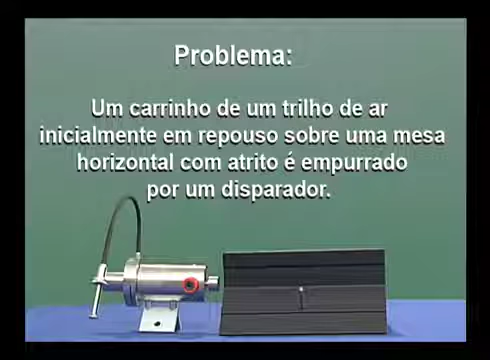 Problema:
Um carrinho de um trilho de ar
inicialmente em repouso sobre uma mesa
horizontal com atrito é empurrado
por um disparador.